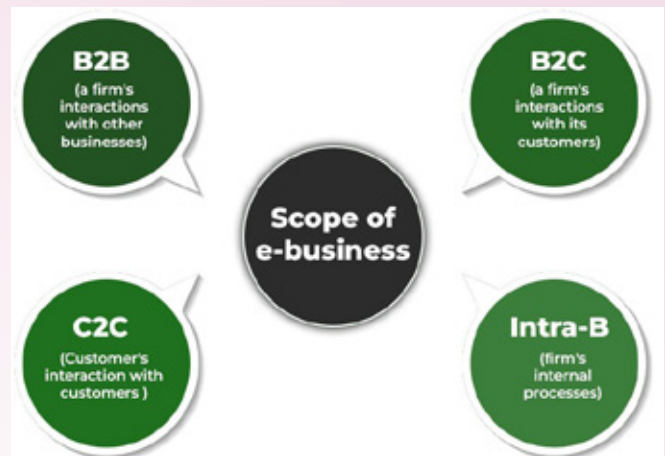 B2B
(a firm's
interactions
with other
businesses)
B2C
(a firm's
interactions
with its
customers)
Scope of
e-business
C2C
(Customer's
interaction with
customers )
Intra-B
(firm's
internal
processes)